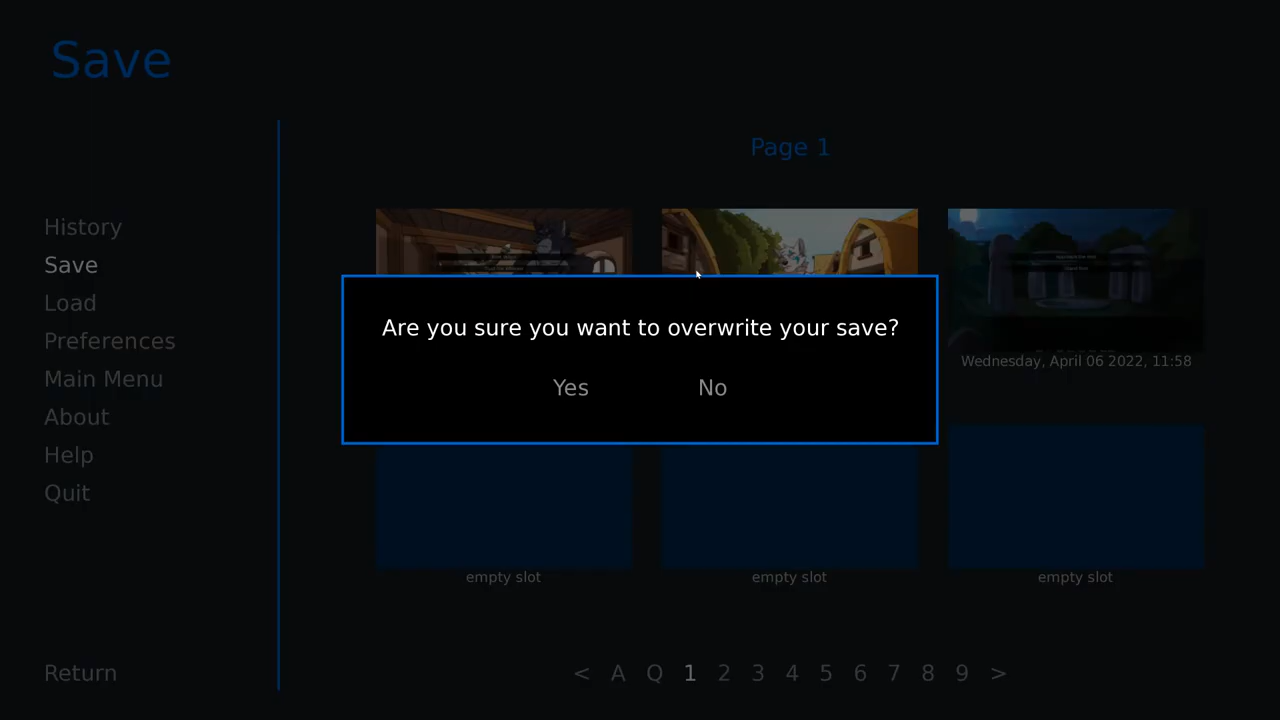 Save
Page 1
History
Save
Load
Preferences
Main Menu
About
Help
Quit
Return
Are you sure you want to overwrite your save?
Yes No
Wednesday, April 06 2022, 11:58
empty slot empty slot empty slot
< A Q 1 2 3 4 5 6 7 8 9 >